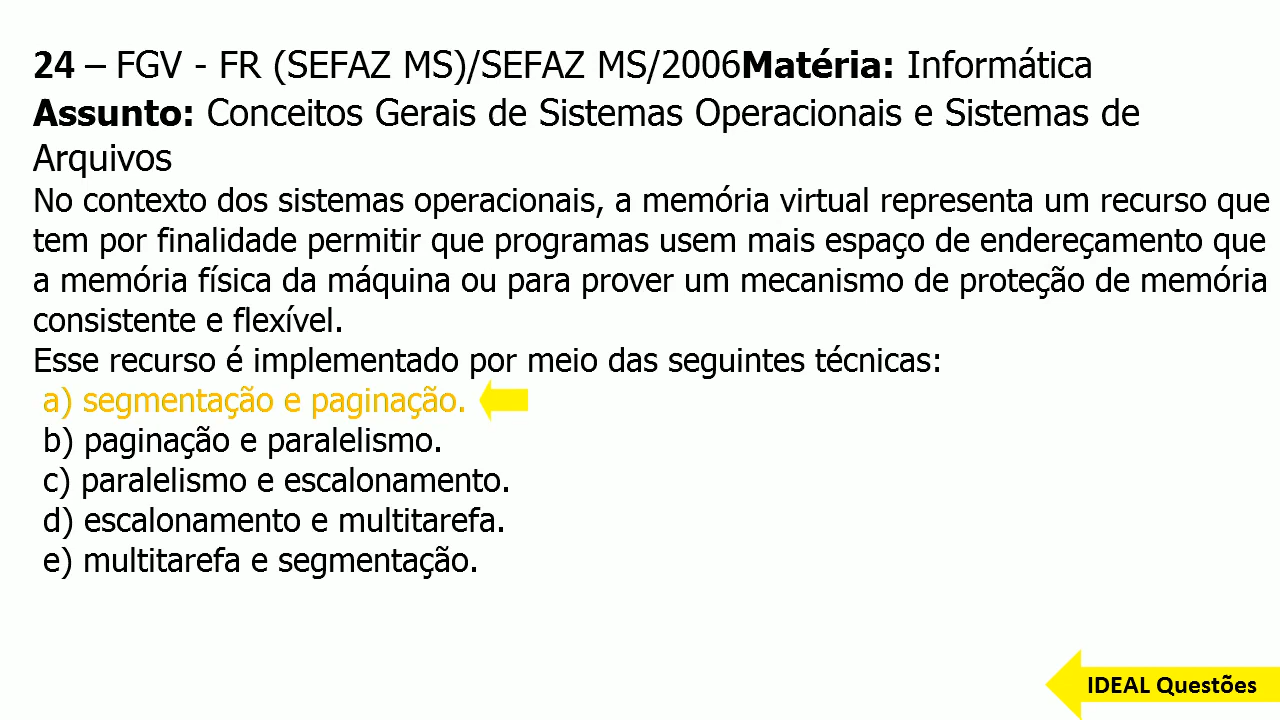 24 – FGV - FR (SEFAZ MS)/SEFAZ MS/2006Matéria: Informática
Assunto: Conceitos Gerais de Sistemas Operacionais e Sistemas de
Arquivos
No contexto dos sistemas operacionais, a memória virtual representa um recurso que
tem por finalidade permitir que programas usem mais espaço de endereçamento que
a memória física da máquina ou para prover um mecanismo de proteção de memória
consistente e flexível.
Esse recurso é implementado por meio das seguintes técnicas:
a) segmentação e paginação.
b) paginação e paralelismo.
c) paralelismo e escalonamento.
d) escalonamento e multitarefa.
e) multitarefa e segmentação.
IDEAL Questões